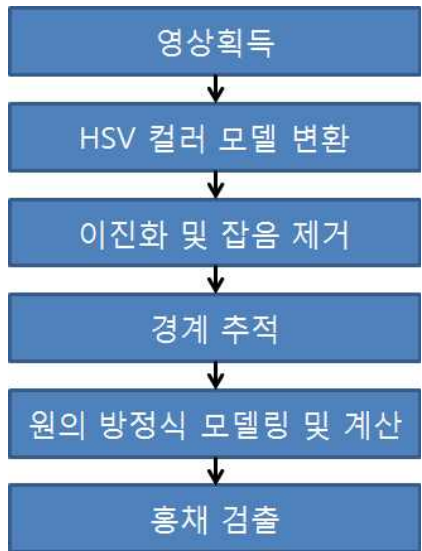 영상획득
HSV 컬러 모델 변환
이진화 및 잡음 제거
경계 추적
원의 방정식 모델링 및 계산
홍채 검출